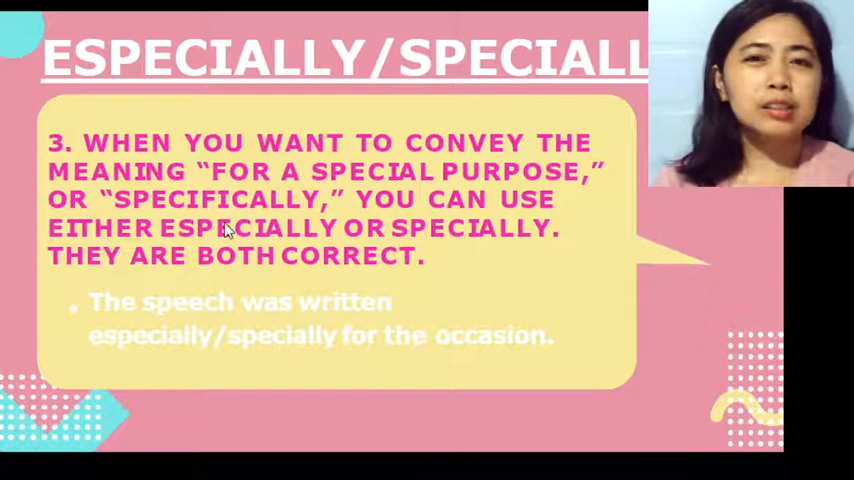 ESPECIALLY/SPECIALL
3. WHEN YOU WANT TO CONVEY THE
MEANING “FOR A SPECIAL PURPOSE,”
OR “SPECIFICALLY,” YOU CAN USE
EITHER ESPECIALLY OR SPECIALLY.
THEY ARE BOTH CORRECT.
• The speech was written
especially/specially for the occasion.